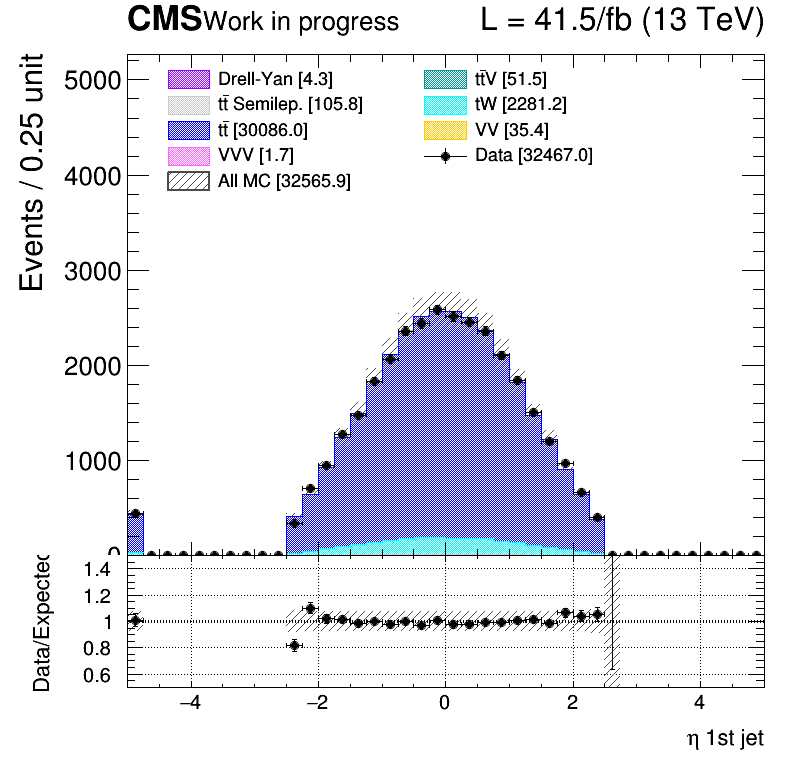 CMS Work in progress L = 41.5/fb (13 TeV)
Events / 0.25 unit
5000
4000
3000
2000
1000
0
Drell-Yan [4.3]
tt̄ Semilep. [105.8]
tt̄ [30086.0]
VVV [1.7]
All MC [32565.9]
tt̄V [51.5]
tW [2281.2]
VV [35.4]
Data [32467.0]
Data/Expected
1.4
1.2
1
0.8
0.6
−4 −2 0 2 4
η 1st jet